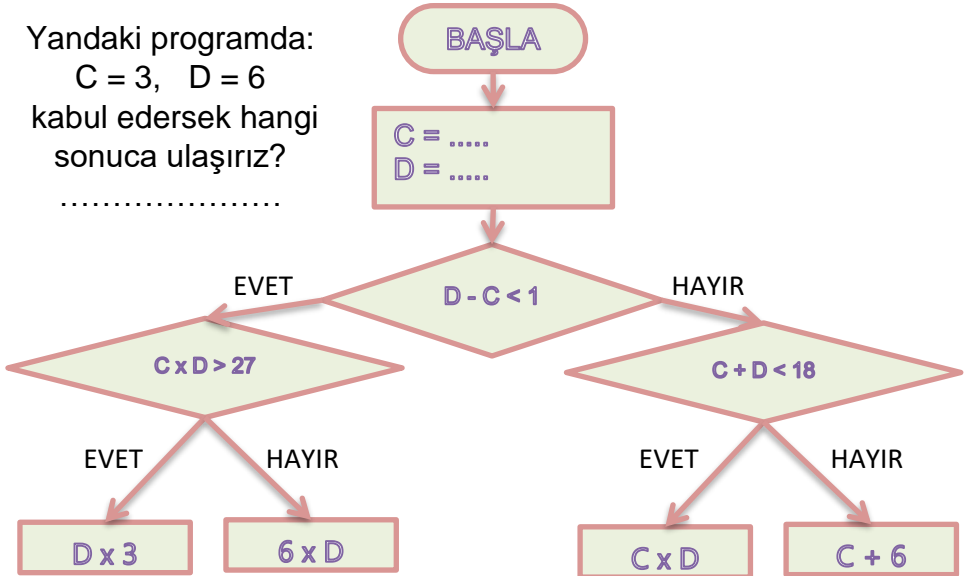 Yandaki programda:
C = 3, D = 6
kabul edersek hangi
sonuca ulaşırız?
…………………
BAŞLA
C = .....
D = .....
D - C < 1
EVET
HAYIR
C x D > 27
C + D < 18
EVET
HAYIR
EVET
HAYIR
D x 3
6 x D
C x D
C + 6